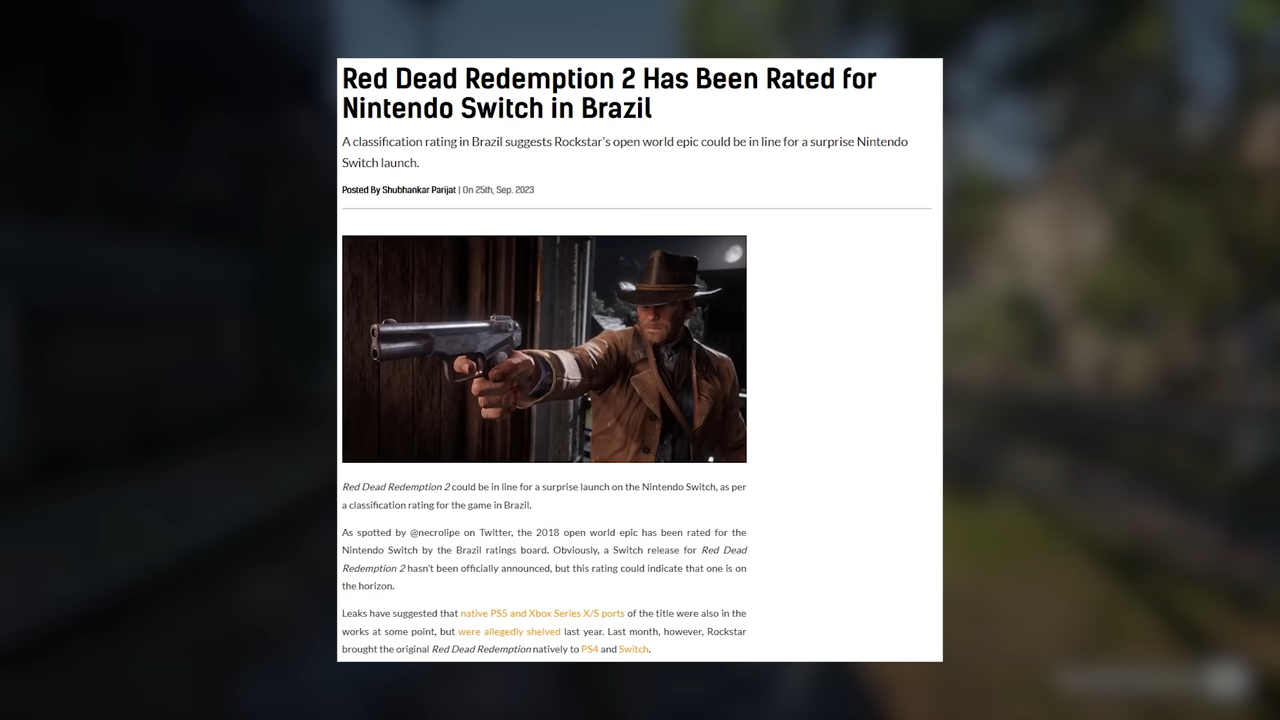 Red Dead Redemption 2 Has Been Rated for
Nintendo Switch in Brazil
A classification rating in Brazil suggests Rockstar's open world epic could be in line for a surprise Nintendo
Switch launch.
Posted By Shubhankar Parijat | On 25th, Sep. 2023
Red Dead Redemption 2 could be in line for a surprise launch on the Nintendo Switch, as per
a classification rating for the game in Brazil.
As spotted by @necrolipe on Twitter, the 2018 open world epic has been rated for the
Nintendo Switch by the Brazil ratings board. Obviously, a Switch release for Red Dead
Redemption 2 hasn't been officially announced, but this rating could indicate that one is on
the horizon.
Leaks have suggested that native PS5 and Xbox Series X/S ports of the title were also in the
works at some point, but were allegedly shelved last year. Last month, however, Rockstar
brought the original Red Dead Redemption natively to PS4 and Switch.